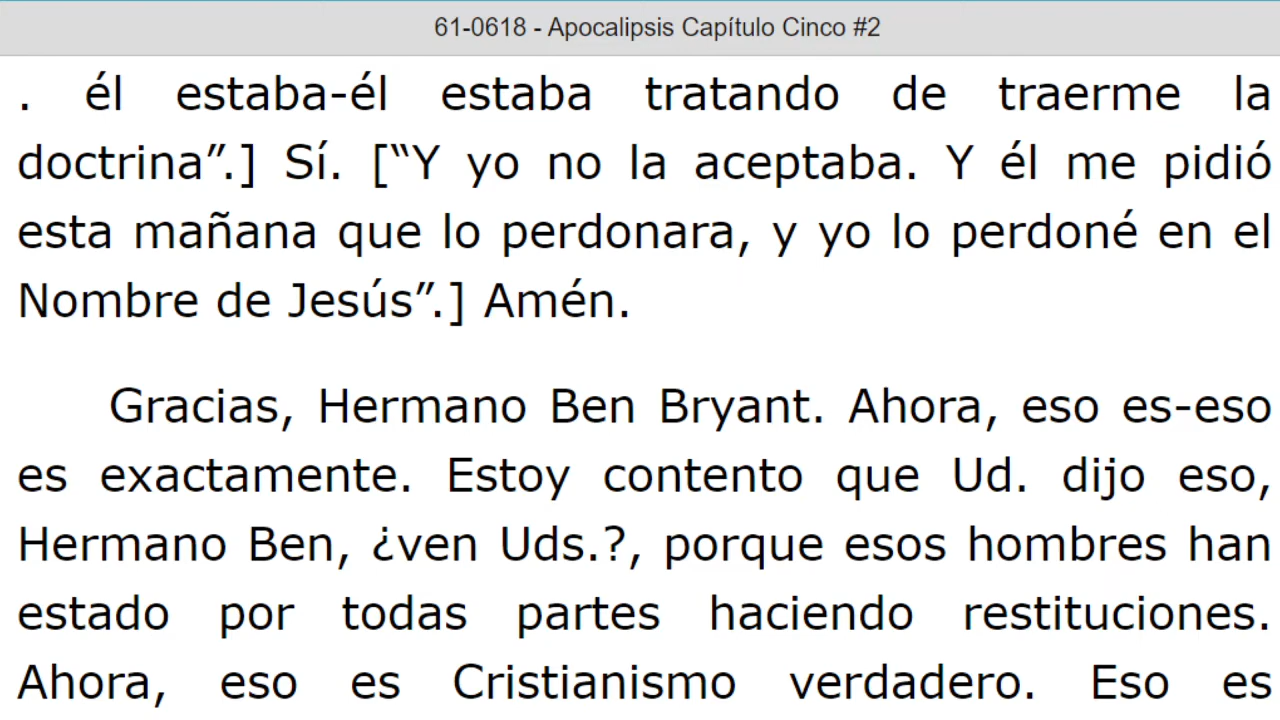 61-0618 - Apocalipsis Capítulo Cinco #2
. él estaba-él estaba tratando de traerme la
doctrina”.] Sí. [“Y yo no la aceptaba. Y él me pidió
esta mañana que lo perdonara, y yo lo perdoné en el
Nombre de Jesús”.] Amén.
Gracias, Hermano Ben Bryant. Ahora, eso es-eso
es exactamente. Estoy contento que Ud. dijo eso,
Hermano Ben, ¿ven Uds.?, porque esos hombres han
estado por todas partes haciendo restituciones.
Ahora, eso es Cristianismo verdadero. Eso es